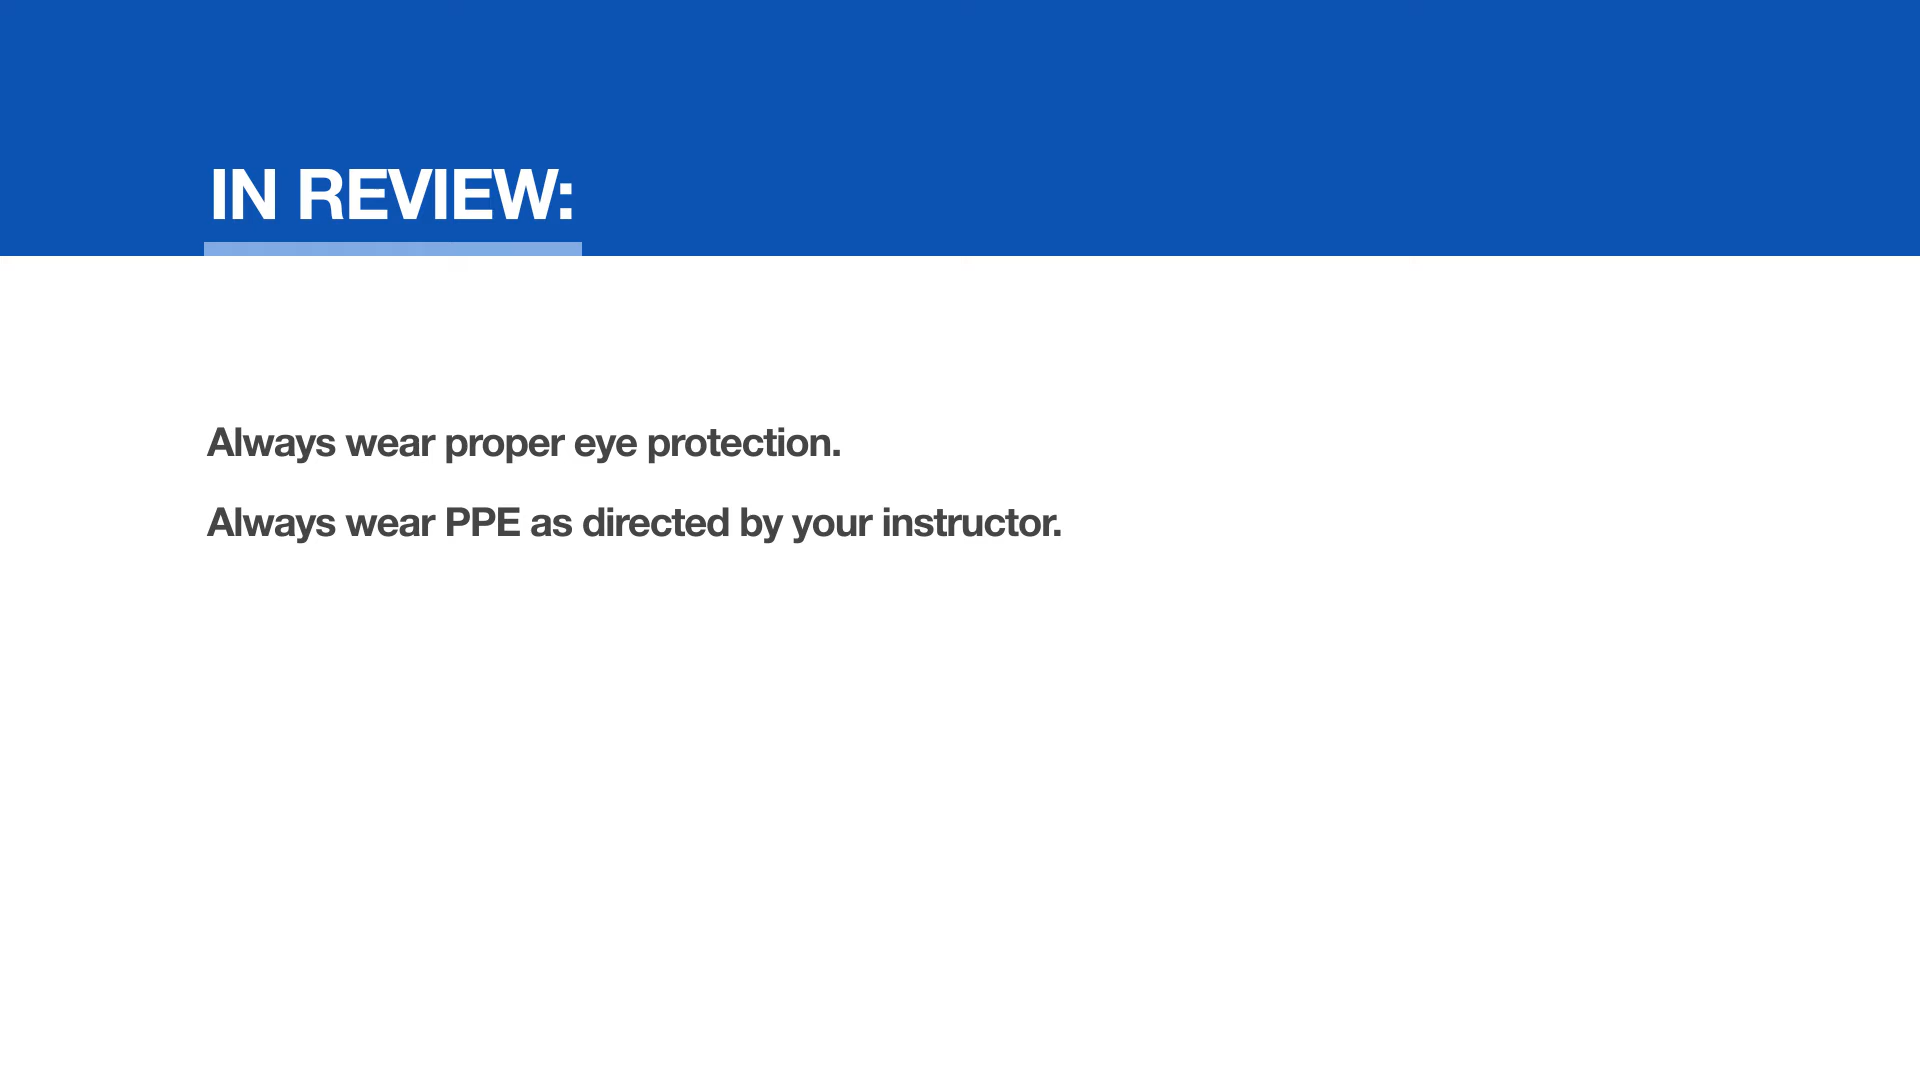 IN REVIEW:
Always wear proper eye protection.
Always wear PPE as directed by your instructor.